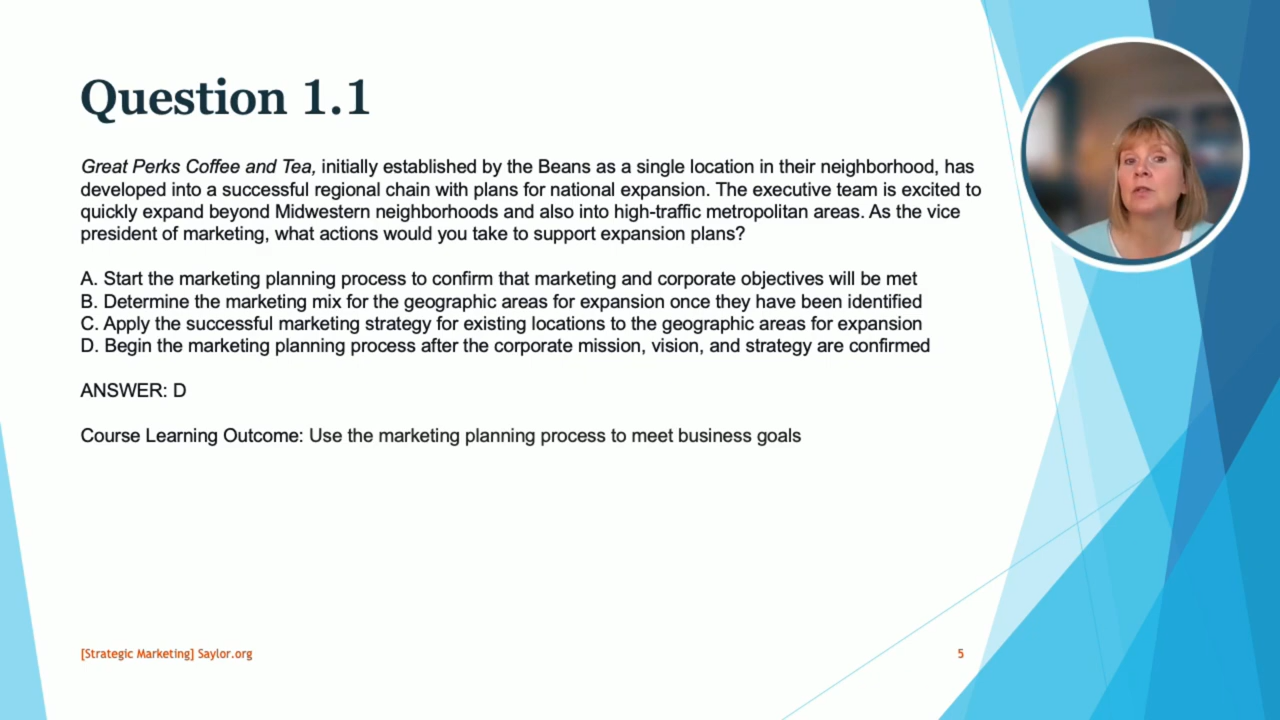 Question 1.1
Great Perks Coffee and Tea, initially established by the Beans as a single location in their neighborhood, has
developed into a successful regional chain with plans for national expansion. The executive team is excited to
quickly expand beyond Midwestern neighborhoods and also into high-traffic metropolitan areas. As the vice
president of marketing, what actions would you take to support expansion plans?
A. Start the marketing planning process to confirm that marketing and corporate objectives will be met
B. Determine the marketing mix for the geographic areas for expansion once they have been identified
C. Apply the successful marketing strategy for existing locations to the geographic areas for expansion
D. Begin the marketing planning process after the corporate mission, vision, and strategy are confirmed
ANSWER: D
Course Learning Outcome: Use the marketing planning process to meet business goals
[Strategic Marketing] Saylor.org
5